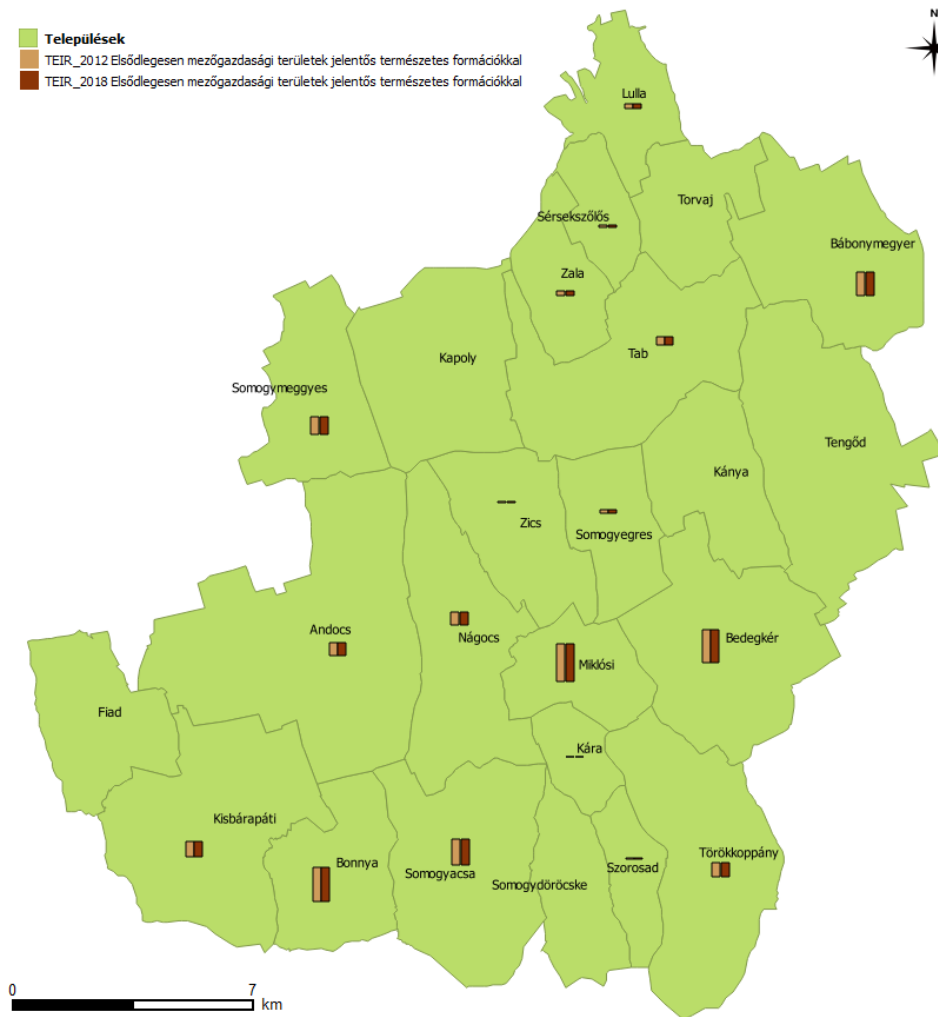 N
Települések
TEIR_2012 Elsődlegesen mezőgazdasági területek jelentős természetes formációkkal
TEIR_2018 Elsődlegesen mezőgazdasági területek jelentős természetes formációkkal
Lulla
Torvaj
Sérsekszőlős
Bábonymegyer
Zala
Tab
Kapoly
Somogymeggyes
Tengőd
Kánya
Zics
Somogyegres
Andocs
Nágocs
Bedegkér
Miklósi
Fiad
Kára
Kisbárapáti
Törökkoppány
Bonnya
Szorosad
Somogyacsa
Somogydöröcske
0 7
km